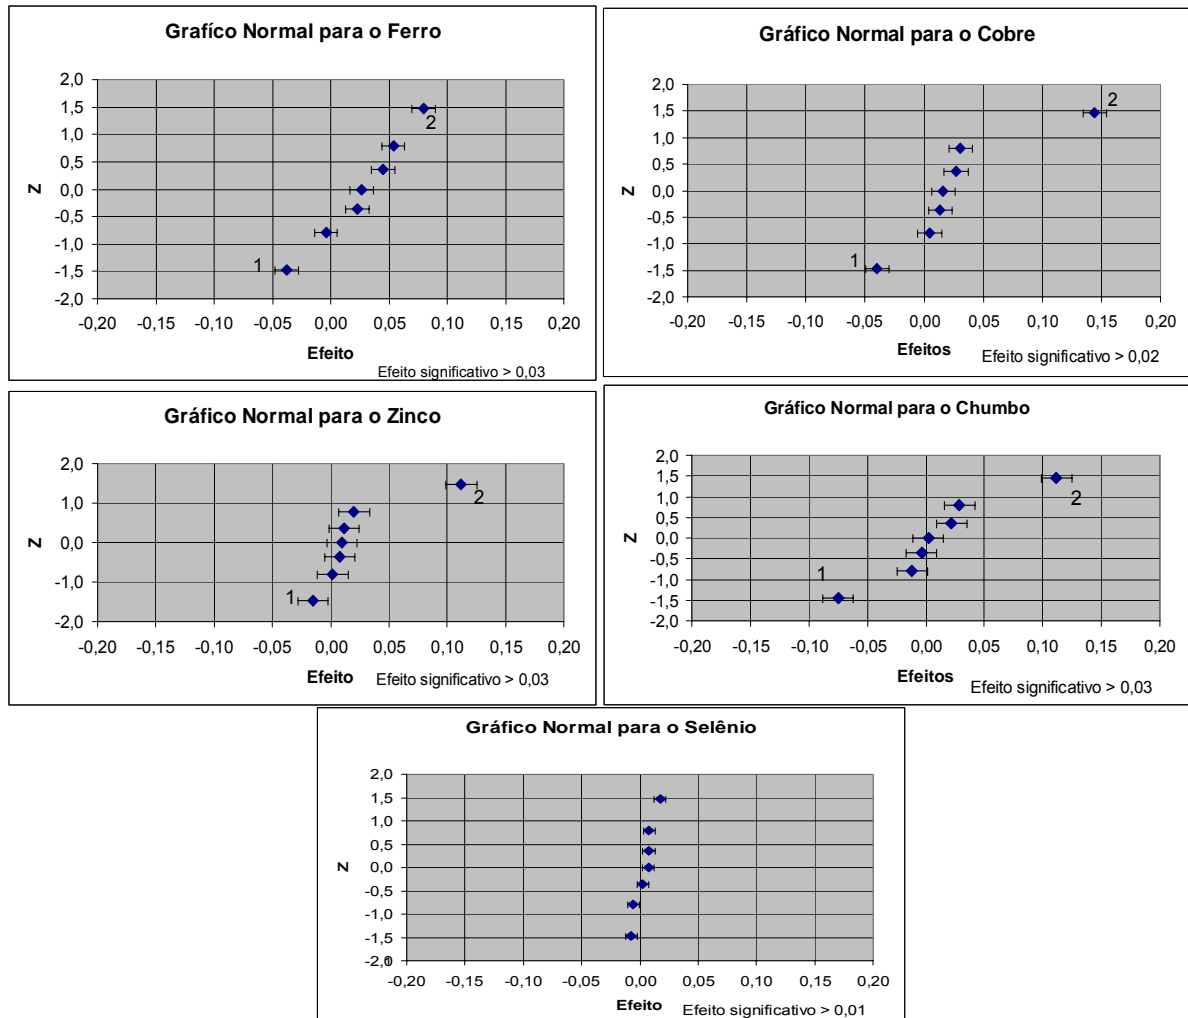 Grafíco Normal para o Ferro
2,0
1,5
1,0
0,5
0,0
-0,5
-1,0
-1,5
-2,0
Z
2
1
-0,20 -0,15 -0,10 -0,05 0,00 0,05 0,10 0,15 0,20
Efeito
Efeito significativo > 0,03
Gráfico Normal para o Cobre
2,0
1,5
1,0
0,5
0,0
-0,5
-1,0
-1,5
-2,0
Z
2
1
-0,20 -0,15 -0,10 -0,05 0,00 0,05 0,10 0,15 0,20
Efeitos
Efeito significativo > 0,02
Gráfico Normal para o Zinco
2,0
1,0
0,0
-1,0
-2,0
Z
2
1
-0,20 -0,15 -0,10 -0,05 0,00 0,05 0,10 0,15 0,20
Efeito
Efeito significativo > 0,03
Gráfico Normal para o Chumbo
2,0
1,5
1,0
0,5
0,0
-0,5
-1,0
-1,5
-2,0
Z
2
1
-0,20 -0,15 -0,10 -0,05 0,00 0,05 0,10 0,15 0,20
Efeitos
Efeito significativo > 0,03
Gráfico Normal para o Selênio
2,0
1,5
1,0
0,5
0,0
-0,5
-1,0
-1,5
-2,0
Z
-0,20 -0,15 -0,10 -0,05 0,00 0,05 0,10 0,15 0,20
Efeito
Efeito significativo > 0,01